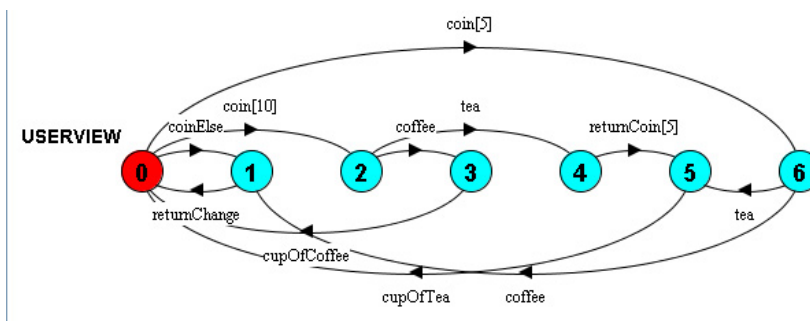 coin[5]
coin[10]
tea
USERVIEW
coinElse
coffee
returnCoin[5]
0
1
2
3
4
5
6
returnChange
tea
cupOfCoffee
cupOfTea
coffee